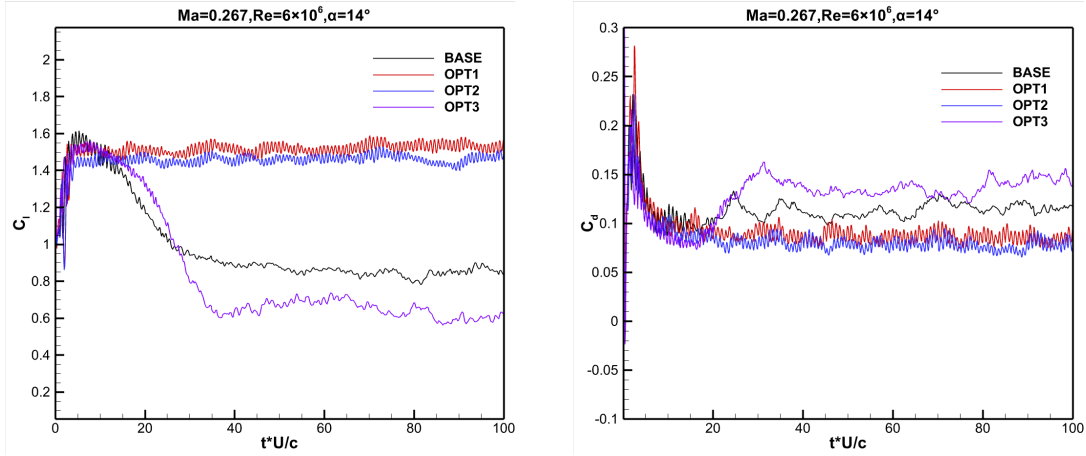 Ma=0.267,Re=6×10⁶,α=14°
2
1.8
1.6
1.4
1.2
1
0.8
0.6
0.4
0.2
0
20
40
60
80
100
C_l
t*U/c
BASE
OPT1
OPT2
OPT3
Ma=0.267,Re=6×10⁶,α=14°
0.3
0.25
0.2
0.15
0.1
0.05
0
-0.05
-0.1
20
40
60
80
100
C_d
t*U/c
BASE
OPT1
OPT2
OPT3